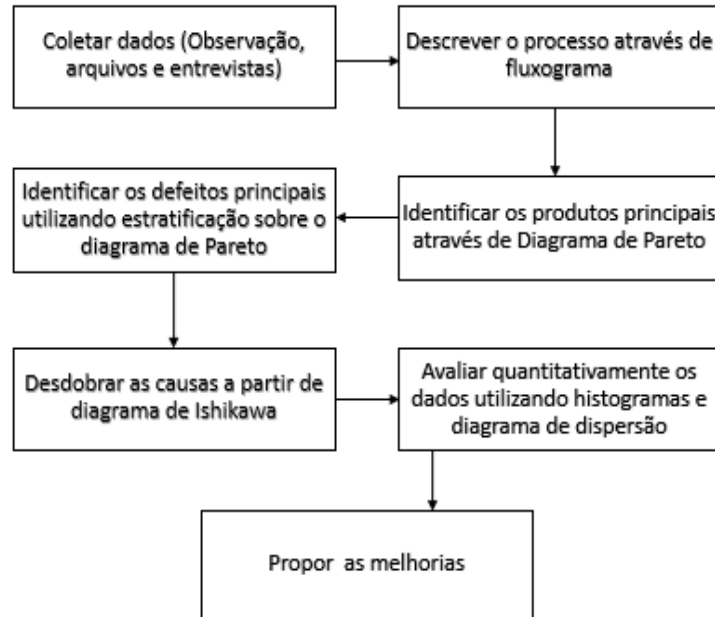 Coletar dados (Observação,
arquivos e entrevistas)
Descrever o processo através de
fluxograma
Identificar os produtos principais
através de Diagrama de Pareto
Identificar os defeitos principais
utilizando estratificação sobre o
diagrama de Pareto
Desdobrar as causas a partir de
diagrama de Ishikawa
Avaliar quantitativamente os
dados utilizando histogramas e
diagrama de dispersão
Propor as melhorias